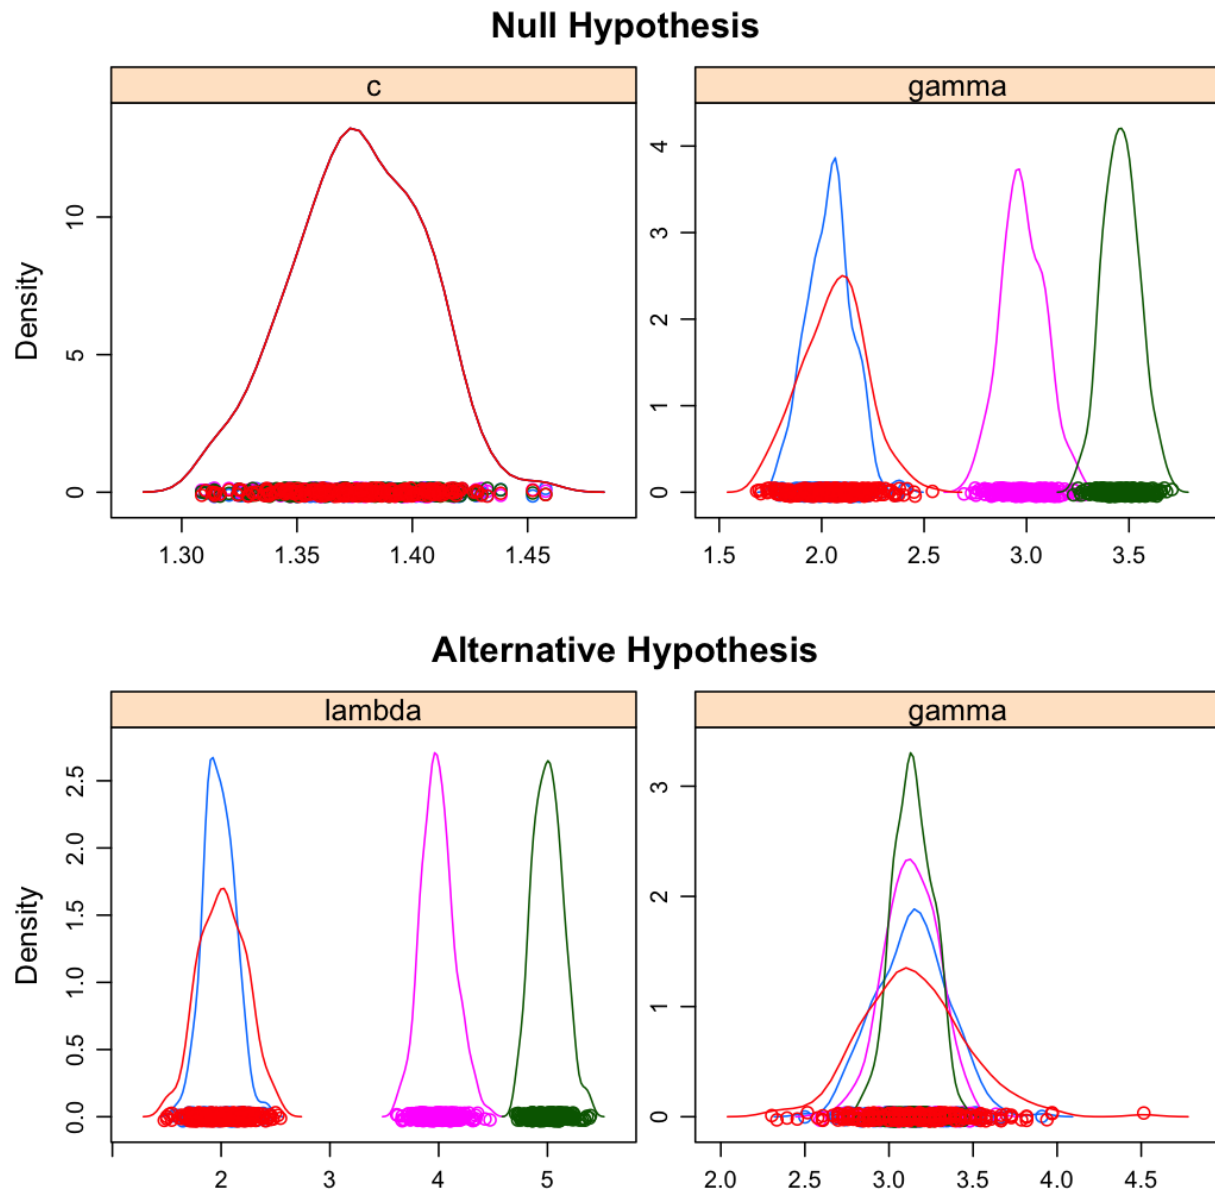 Null Hypothesis
c
gamma
Density
0
5
10
1.30 1.35 1.40 1.45
0
1
2
3
4
1.5 2.0 2.5 3.0 3.5
Alternative Hypothesis
lambda
gamma
Density
0.0
0.5
1.0
1.5
2.0
2.5
2 3 4 5
0
1
2
3
2.0 2.5 3.0 3.5 4.0 4.5